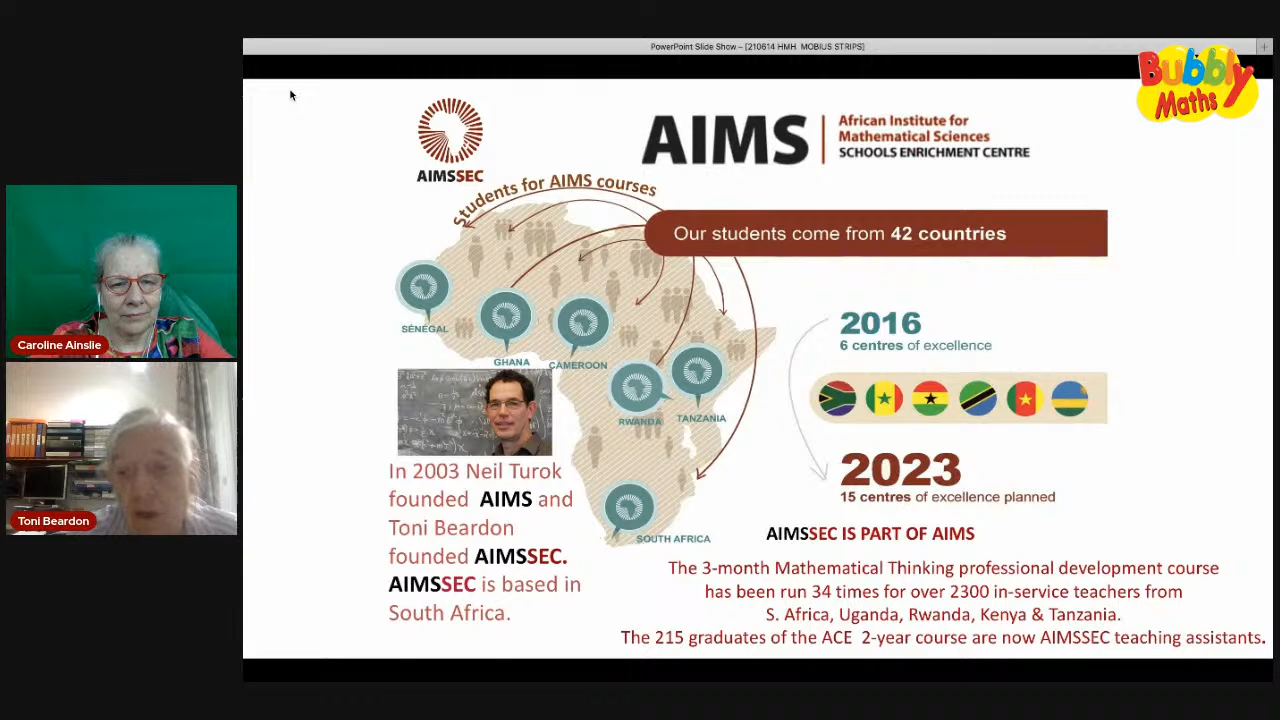 PowerPoint Slide Show – [210614 HMH MOBIUS STRIPS]
Bubbly
Maths
AIMSSEC
AIMS
African Institute for
Mathematical Sciences
SCHOOLS ENRICHMENT CENTRE
Students for AIMS courses
Our students come from 42 countries
SÉNÉGAL
GHANA
CAMEROON
RWANDA
TANZANIA
SOUTH AFRICA
2016
6 centres of excellence
2023
15 centres of excellence planned
In 2003 Neil Turok
founded AIMS and
Toni Beardon
founded AIMSSEC.
AIMSSEC is based in
South Africa.
AIMSSEC IS PART OF AIMS
The 3-month Mathematical Thinking professional development course
has been run 34 times for over 2300 in-service teachers from
S. Africa, Uganda, Rwanda, Kenya & Tanzania.
The 215 graduates of the ACE 2-year course are now AIMSSEC teaching assistants.
Caroline Ainslie
Toni Beardon